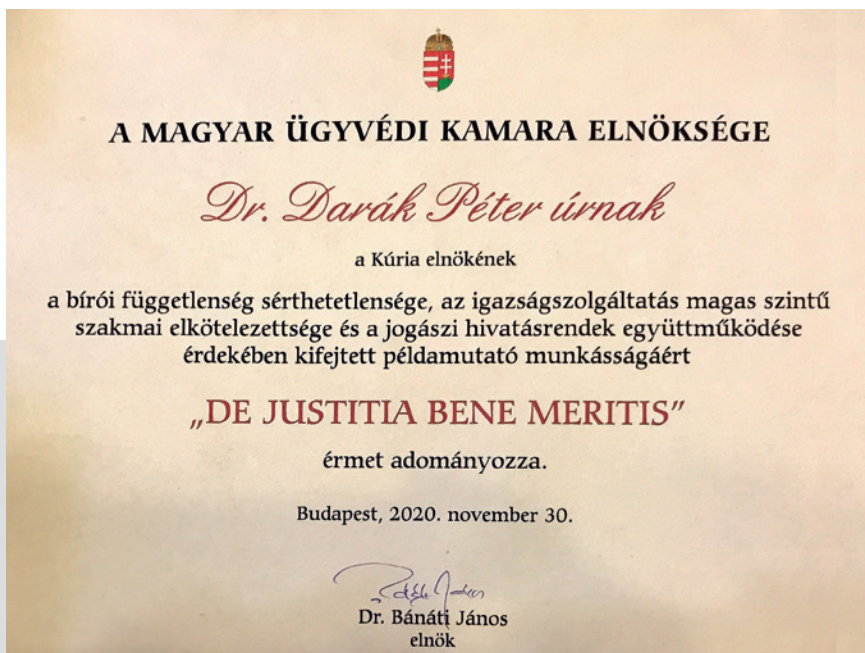 A MAGYAR ÜGYVÉDI KAMARA ELNÖKSÉGE
Dr. Darák Péter úrnak
a Kúria elnökének
a bírói függetlenség sérthetetlensége, az igazságszolgáltatás magas szintű
szakmai elkötelezettsége és a jogászi hivatásrendek együttműködése
érdekében kifejtett példamutató munkásságáért
„DE JUSTITIA BENE MERITIS”
érmet adományozza.
Budapest, 2020. november 30.
Dr. Bánáti János
elnök